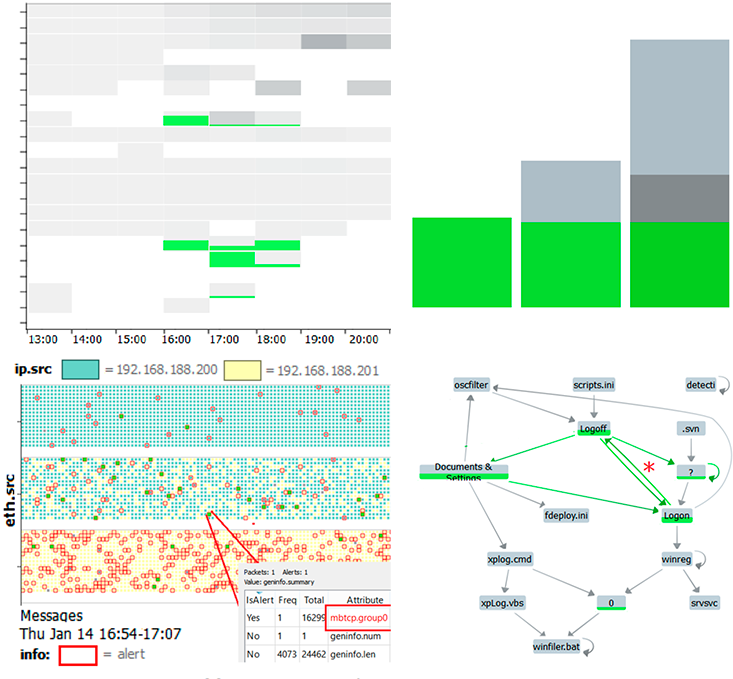 13:00 14:00 15:00 16:00 17:00 18:00 19:00 20:00
ip.src = 192.168.188.200 = 192.168.188.201
eth.src
Packets: 1 Alerts: 1
Value: geninfo.summary
IsAlert Freq Total Attribute
Yes 1 16299 mbtcp.group0
No 1 1 geninfo.num
No 4073 24462 geninfo.len
Messages
Thu Jan 14 16:54-17:07
info: = alert
oscfilter
scripts.ini
detecti
Logoff
.svn
*
Documents &
Settings
?
fdeploy.ini
Logon
xplog.cmd
winreg
xpLog.vbs
0
srvsvc
winfiler.bat